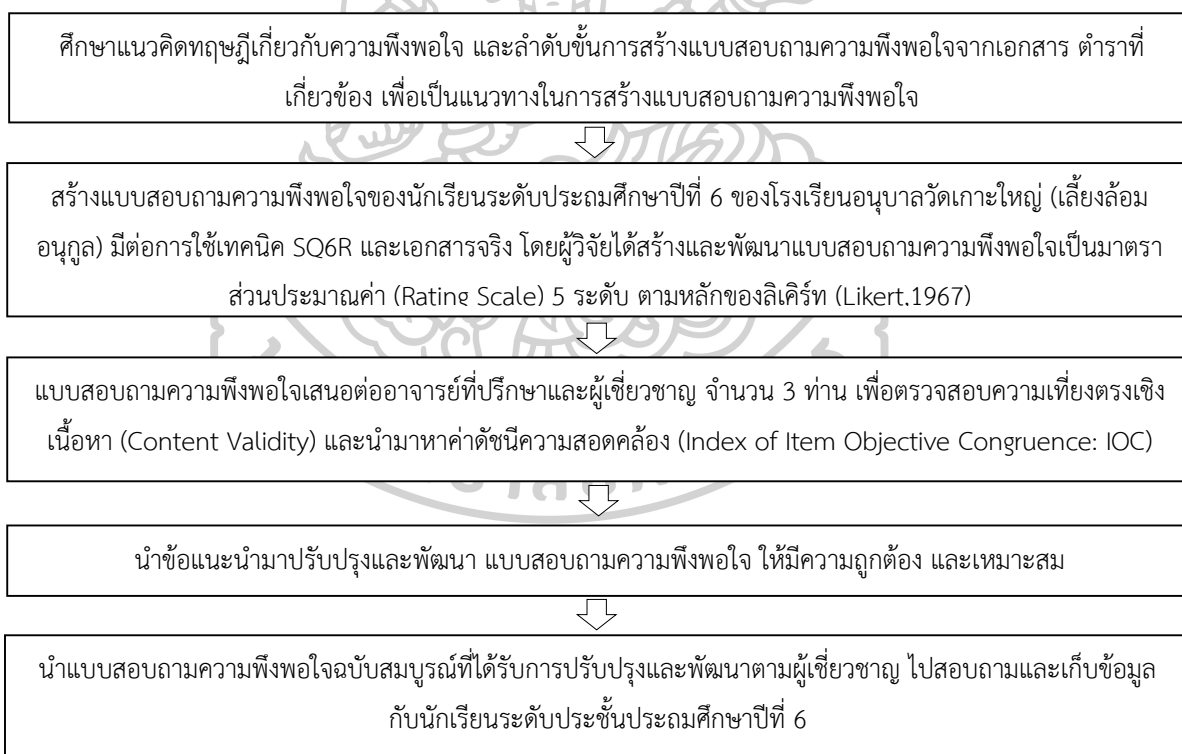 ศึกษาแนวคิดทฤษฎีเกี่ยวกับความพึงพอใจ และลำดับขั้นการสร้างแบบสอบถามความพึงพอใจจากเอกสาร ตำราที่
เกี่ยวข้อง เพื่อเป็นแนวทางในการสร้างแบบสอบถามความพึงพอใจ
สร้างแบบสอบถามความพึงพอใจของนักเรียนระดับประถมศึกษาปีที่ 6 ของโรงเรียนอนุบาลวัดเกาะใหญ่ (เลี้ยงล้อม
อนุกูล) มีต่อการใช้เทคนิค SQ6R และเอกสารจริง โดยผู้วิจัยได้สร้างและพัฒนาแบบสอบถามความพึงพอใจเป็นมาตรา
ส่วนประมาณค่า (Rating Scale) 5 ระดับ ตามหลักของลิเคิร์ท (Likert,1967)
แบบสอบถามความพึงพอใจเสนอต่ออาจารย์ที่ปรึกษาและผู้เชี่ยวชาญ จำนวน 3 ท่าน เพื่อตรวจสอบความเที่ยงตรงเชิง
เนื้อหา (Content Validity) และนำมาหาค่าดัชนีความสอดคล้อง (Index of Item Objective Congruence: IOC)
นำข้อแนะนำมาปรับปรุงและพัฒนา แบบสอบถามความพึงพอใจ ให้มีความถูกต้อง และเหมาะสม
นำแบบสอบถามความพึงพอใจฉบับสมบูรณ์ที่ได้รับการปรับปรุงและพัฒนาตามผู้เชี่ยวชาญ ไปสอบถามและเก็บข้อมูล
กับนักเรียนระดับประชั้นประถมศึกษาปีที่ 6